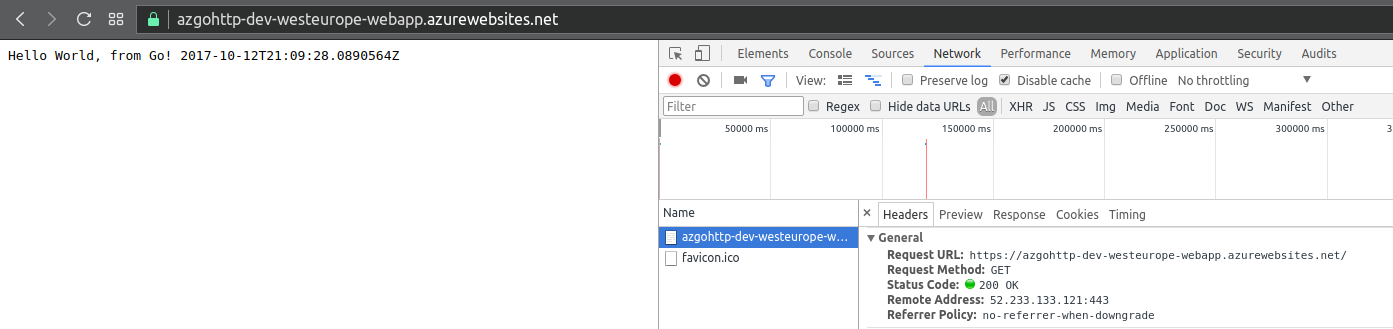 azgohttp-dev-westeurope-webapp.azurewebsites.net
Hello World, from Go! 2017-10-12T21:09:28.0890564Z
Elements Console Sources Network Performance Memory Application Security Audits
View: Preserve log Disable cache Offline No throttling
Filter Regex Hide data URLs All XHR JS CSS Img Media Font Doc WS Manifest Other
50000 ms 100000 ms 150000 ms 200000 ms 250000 ms 300000 ms 3
Name
azgohttp-dev-westeurope-w...
favicon.ico
× Headers Preview Response Cookies Timing
General
Request URL: https://azgohttp-dev-westeurope-webapp.azurewebsites.net/
Request Method: GET
Status Code: 200 OK
Remote Address: 52.233.133.121:443
Referrer Policy: no-referrer-when-downgrade